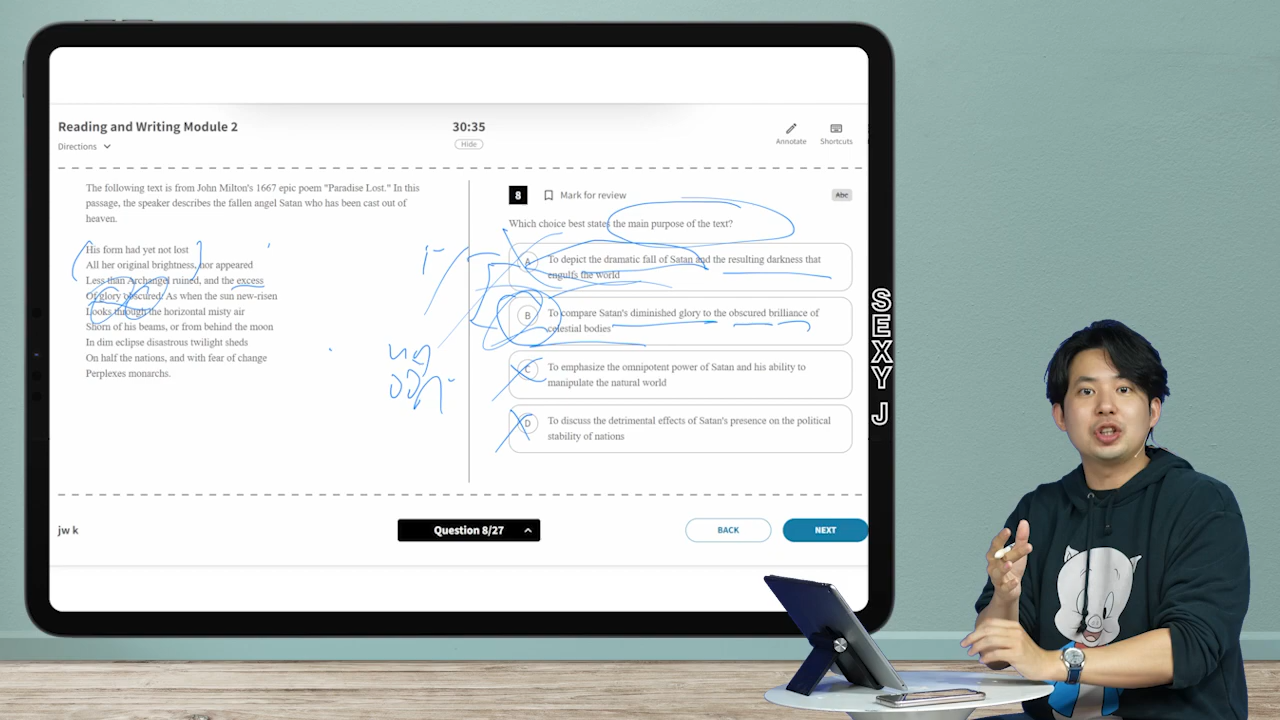 Reading and Writing Module 2
Directions
30:35
Hide
Annotate
Shortcuts
The following text is from John Milton's 1667 epic poem "Paradise Lost." In this
passage, the speaker describes the fallen angel Satan who has been cast out of
heaven.
His form had yet not lost
All her original brightness, nor appeared
Less than Archangel ruined, and the excess
Of glory obscured: As when the sun new-risen
Looks through the horizontal misty air
Shorn of his beams, or from behind the moon
In dim eclipse disastrous twilight sheds
On half the nations, and with fear of change
Perplexes monarchs.
8
Mark for review
Abc
Which choice best states the main purpose of the text?
A
To depict the dramatic fall of Satan and the resulting darkness that
engulfs the world
B
To compare Satan's diminished glory to the obscured brilliance of
celestial bodies
C
To emphasize the omnipotent power of Satan and his ability to
manipulate the natural world
D
To discuss the detrimental effects of Satan's presence on the political
stability of nations
jw k
Question 8/27
BACK
NEXT
SEXY J